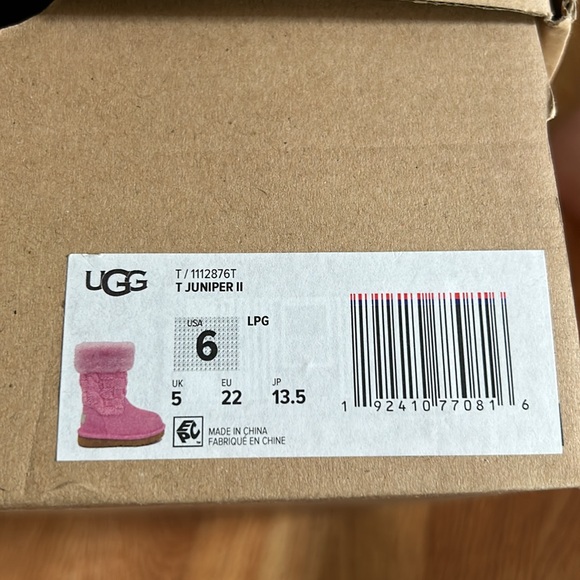 UGG
T / 1112876T
T JUNIPER II
USA
6
LPG
UK
5
EU
22
JP
13.5
EPC
MADE IN CHINA
FABRIQUÉ EN CHINE
1 92410 77081 6